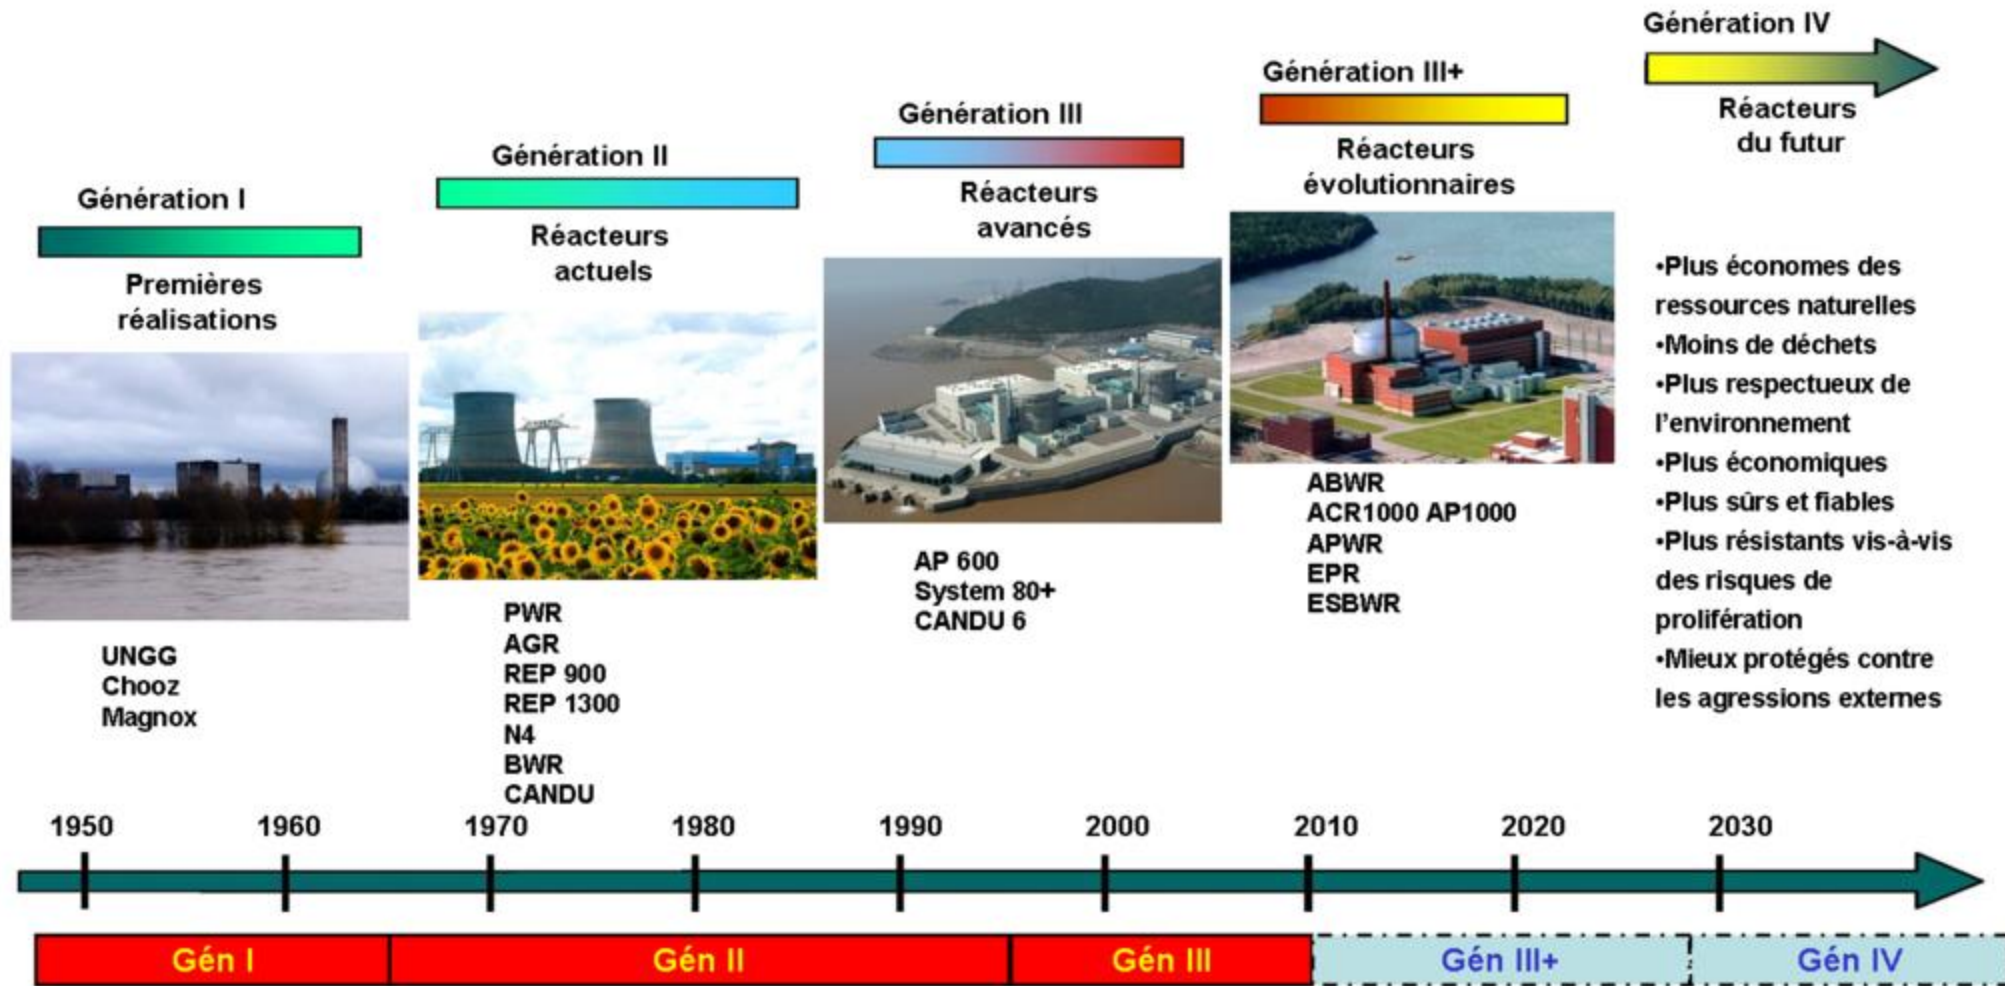 Génération I
Premières
réalisations
UNGG
Chooz
Magnox
Génération II
Réacteurs
actuels
PWR
AGR
REP 900
REP 1300
N4
BWR
CANDU
Génération III
Réacteurs
avancés
AP 600
System 80+
CANDU 6
Génération III+
Réacteurs
évolutionnaires
ABWR
ACR1000 AP1000
APWR
EPR
ESBWR
Génération IV
Réacteurs
du futur
•Plus économes des
ressources naturelles
•Moins de déchets
•Plus respectueux de
l'environnement
•Plus économiques
•Plus sûrs et fiables
•Plus résistants vis-à-vis
des risques de
prolifération
•Mieux protégés contre
les agressions externes
1950 1960 1970 1980 1990 2000 2010 2020 2030
Gén I Gén II Gén III Gén III+ Gén IV